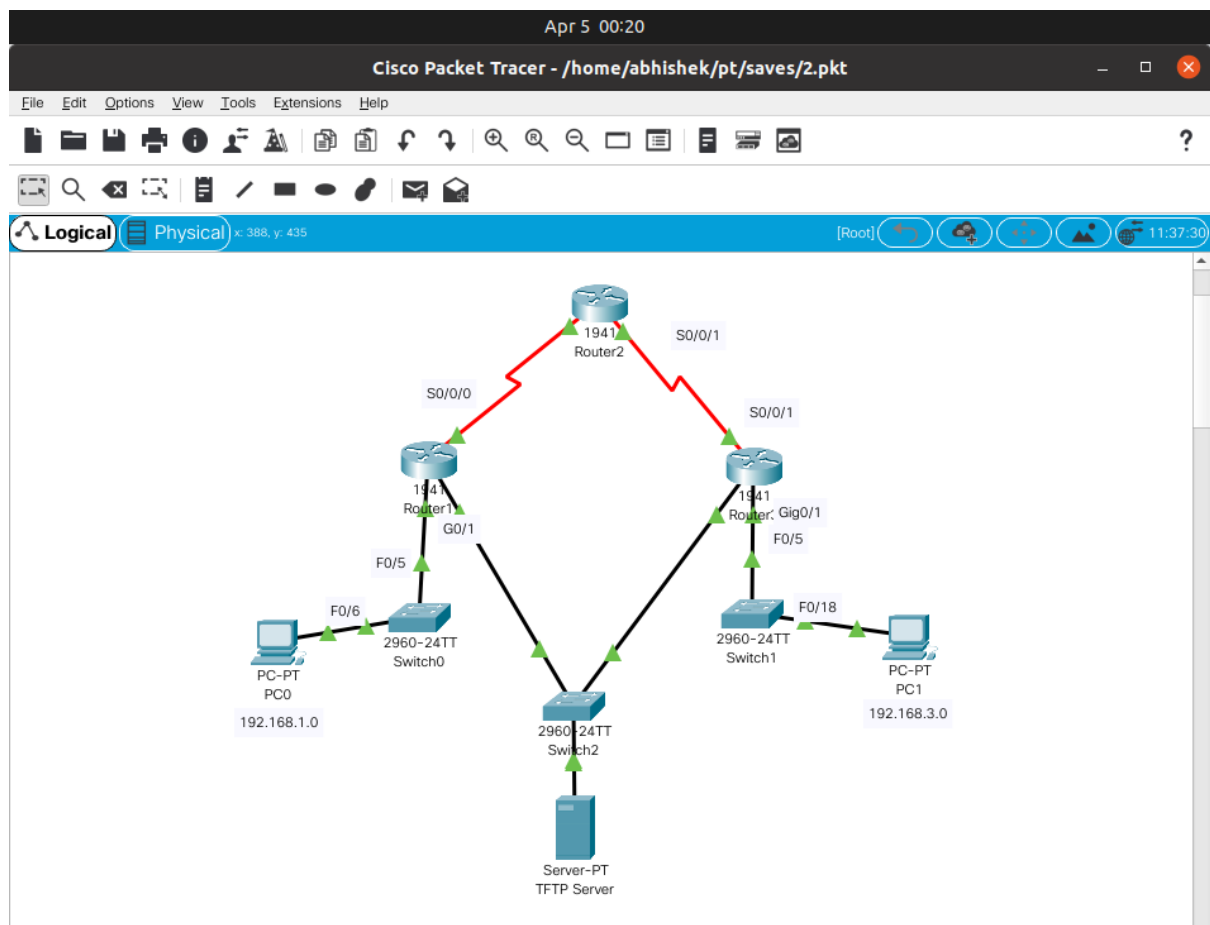 Apr 5 00:20
Cisco Packet Tracer - /home/abhishek/pt/saves/2.pkt
File Edit Options View Tools Extensions Help
R
?
Logical Physical x: 388, y: 435 [Root] 11:37:30
1941
Router2
S0/0/1
S0/0/0
S0/0/1
1941
Router1
1941
Router
Gig0/1
G0/1
F0/5
F0/5
F0/6
F0/18
2960-24TT
Switch0
2960-24TT
Switch1
PC-PT
PC0
PC-PT
PC1
192.168.1.0
192.168.3.0
2960-24TT
Switch2
Server-PT
TFTP Server